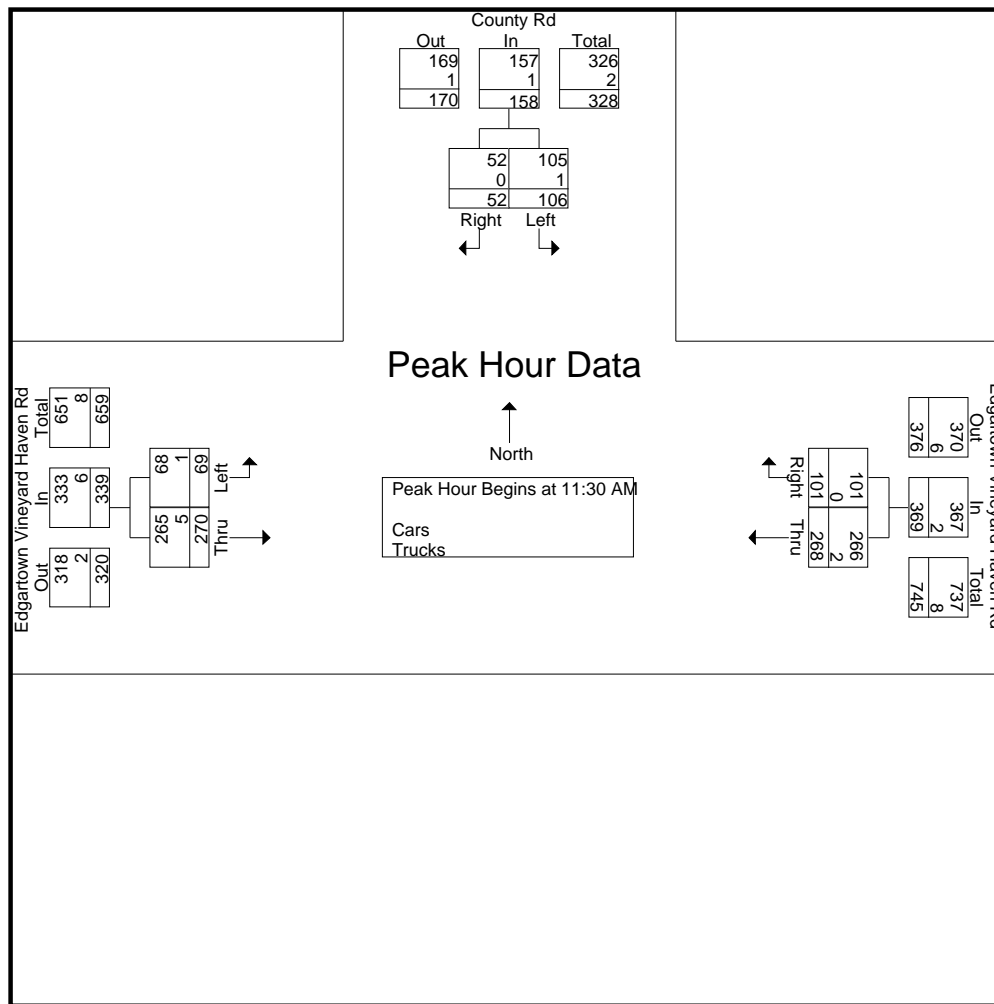 County Rd
Out In Total
169 157 326
1 1 2
170 158 328
52 105
0 1
52 106
Right Left
Peak Hour Data
North
Peak Hour Begins at 11:30 AM
Cars
Trucks
Edgartown Vineyard Haven Rd
Out In Total
318 333 651
2 6 8
320 339 659
68 265
1 5
69 270
Left Thru
Edgartown Vineyard Haven Rd
Out In Total
370 367 737
6 2 8
376 369 745
101 266
0 2
101 268
Right Thru